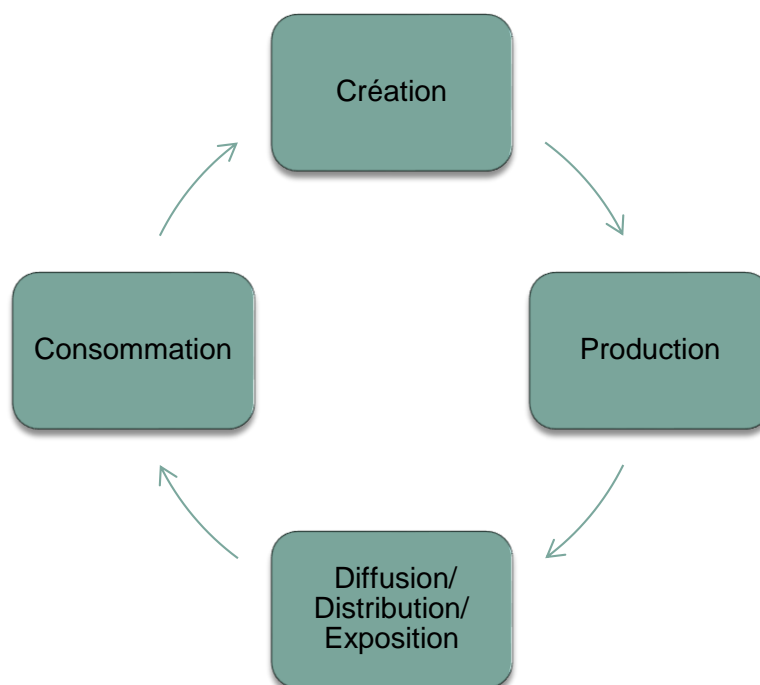 Création
Production
Diffusion/
Distribution/
Exposition
Consommation